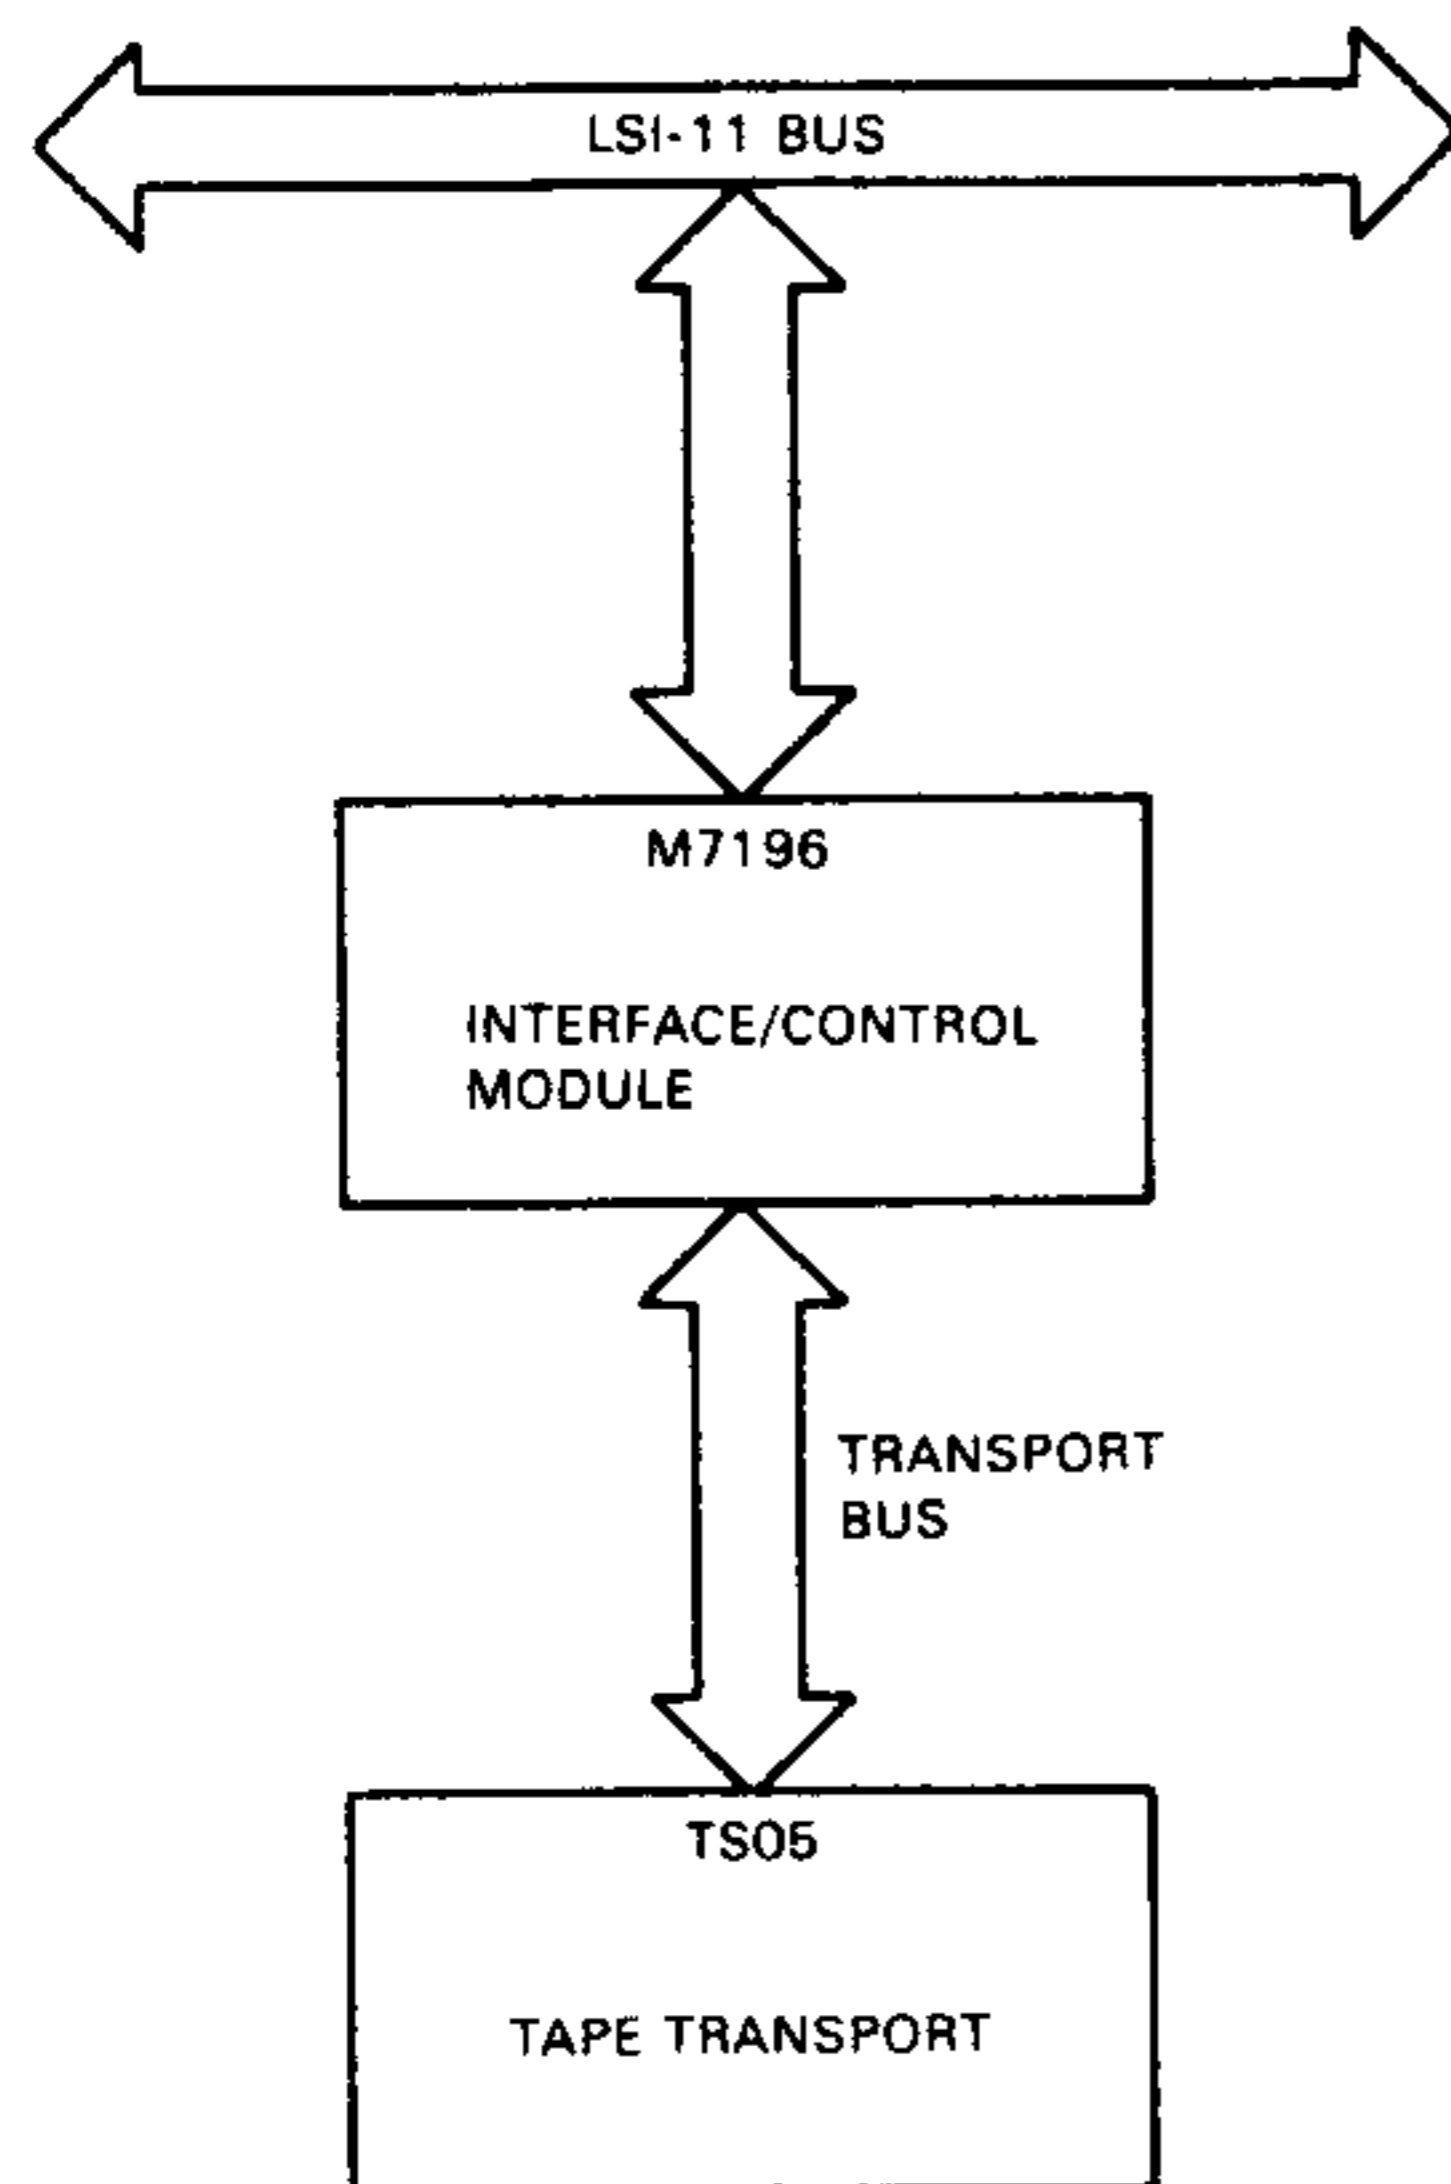 LSI-11 BUS
M7196
INTERFACE/CONTROL
MODULE
TRANSPORT
BUS
TS05
TAPE TRANSPORT